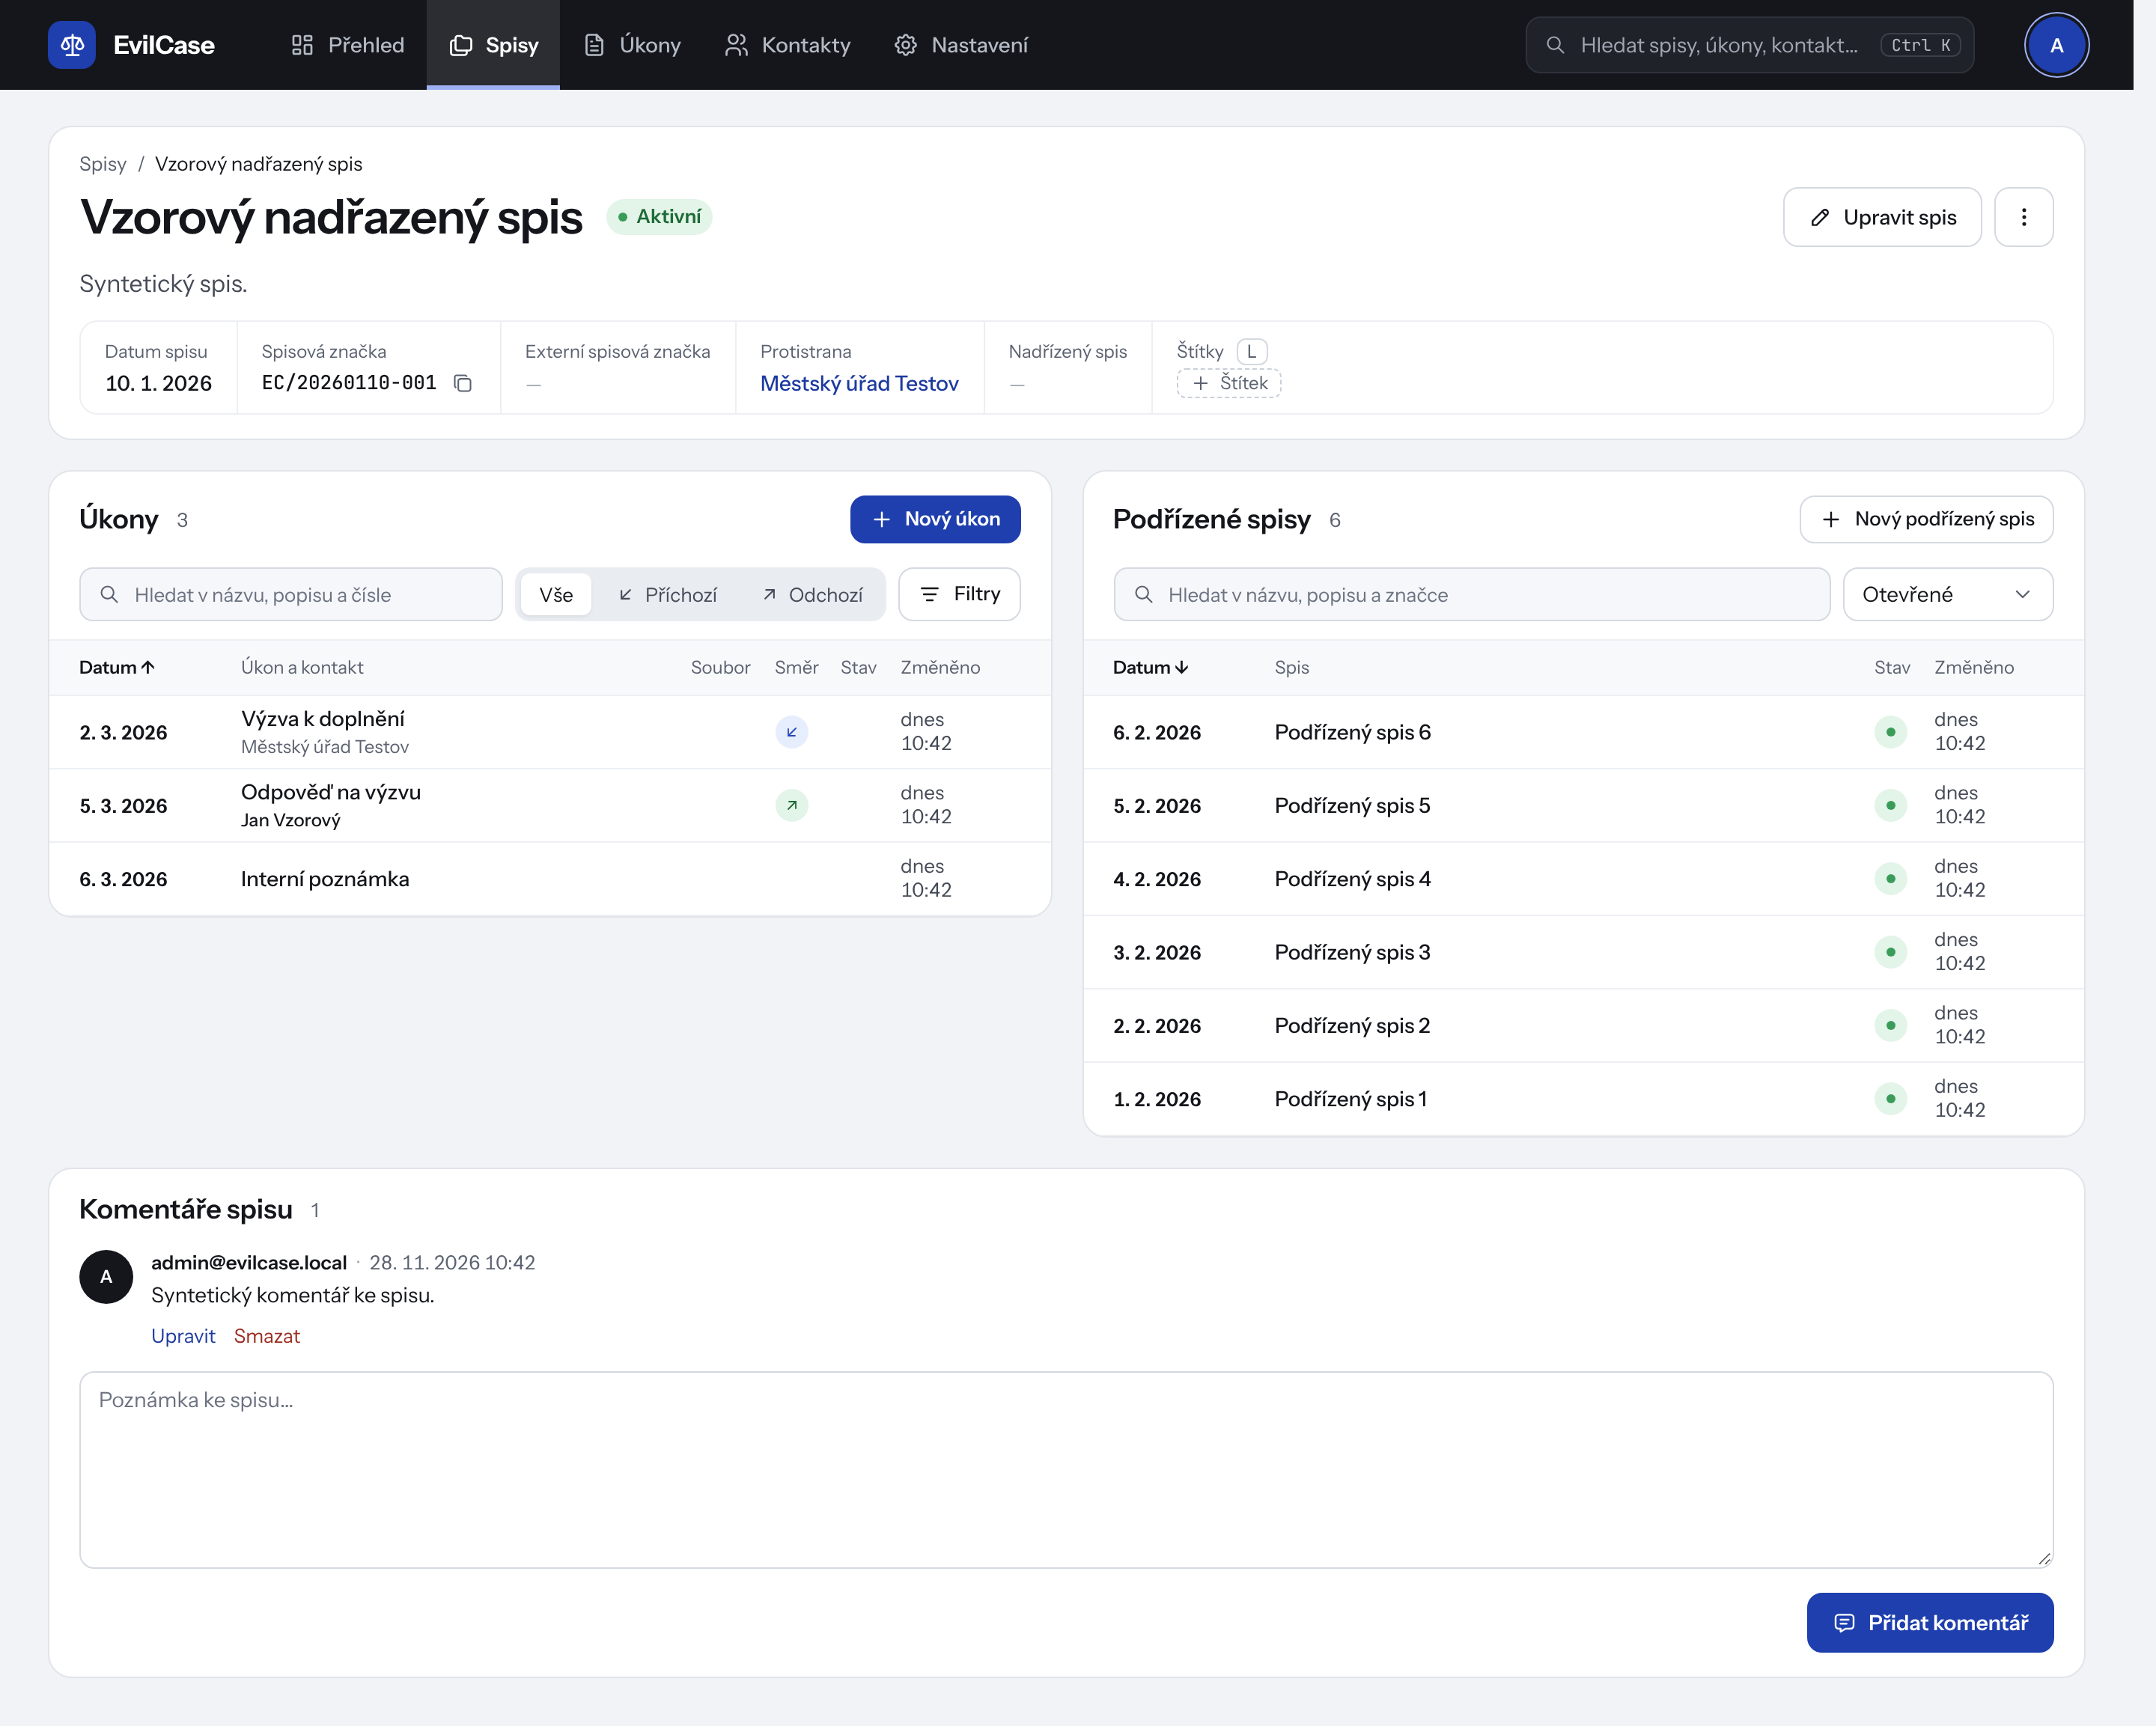 EvilCase
Přehled
Spisy
Úkony
Kontakty
Nastavení
Hledat spisy, úkony, kontakt...
Ctrl K
A
Spisy / Vzorový nadřazený spis
Vzorový nadřazený spis
Aktivní
Upravit spis
Syntetický spis.
Datum spisu
10. 1. 2026
Spisová značka
EC/20260110-001
Externí spisová značka
—
Protistrana
Městský úřad Testov
Nadřízený spis
—
Štítky L
+ Štítek
Úkony 3
+ Nový úkon
Hledat v názvu, popisu a čísle
Vše
Příchozí
Odchozí
Filtry
Datum ↑ Úkon a kontakt Soubor Směr Stav Změněno
2. 3. 2026
Výzva k doplnění
Městský úřad Testov
dnes
10:42
5. 3. 2026
Odpověď na výzvu
Jan Vzorový
dnes
10:42
6. 3. 2026
Interní poznámka
dnes
10:42
Podřízené spisy 6
+ Nový podřízený spis
Hledat v názvu, popisu a značce
Otevřené
Datum ↓ Spis Stav Změněno
6. 2. 2026
Podřízený spis 6
dnes
10:42
5. 2. 2026
Podřízený spis 5
dnes
10:42
4. 2. 2026
Podřízený spis 4
dnes
10:42
3. 2. 2026
Podřízený spis 3
dnes
10:42
2. 2. 2026
Podřízený spis 2
dnes
10:42
1. 2. 2026
Podřízený spis 1
dnes
10:42
Komentáře spisu 1
A
admin@evilcase.local · 28. 11. 2026 10:42
Syntetický komentář ke spisu.
Upravit Smazat
Poznámka ke spisu...
Přidat komentář